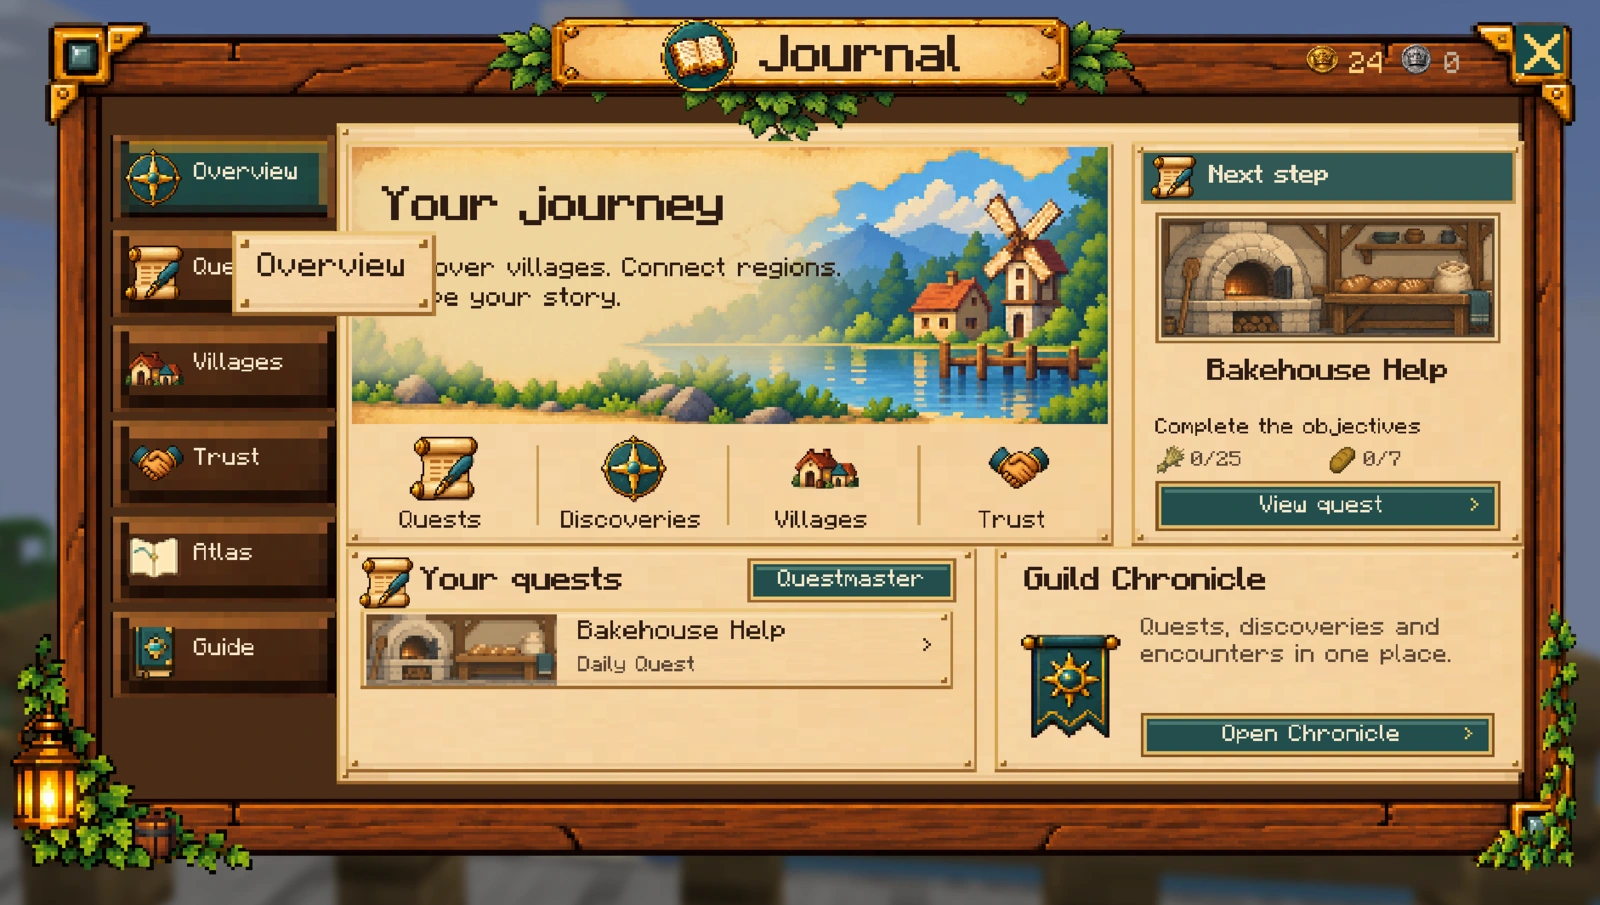 Journal
24
0
Overview
Que
Overview
Villages
Trust
Atlas
Guide
Your journey
over villages. Connect regions.
e your story.
Quests
Discoveries
Villages
Trust
Next step
Bakehouse Help
Complete the objectives
0/25
0/7
View quest >
Your quests
Questmaster
Bakehouse Help
Daily Quest
>
Guild Chronicle
Quests, discoveries and
encounters in one place.
Open Chronicle >